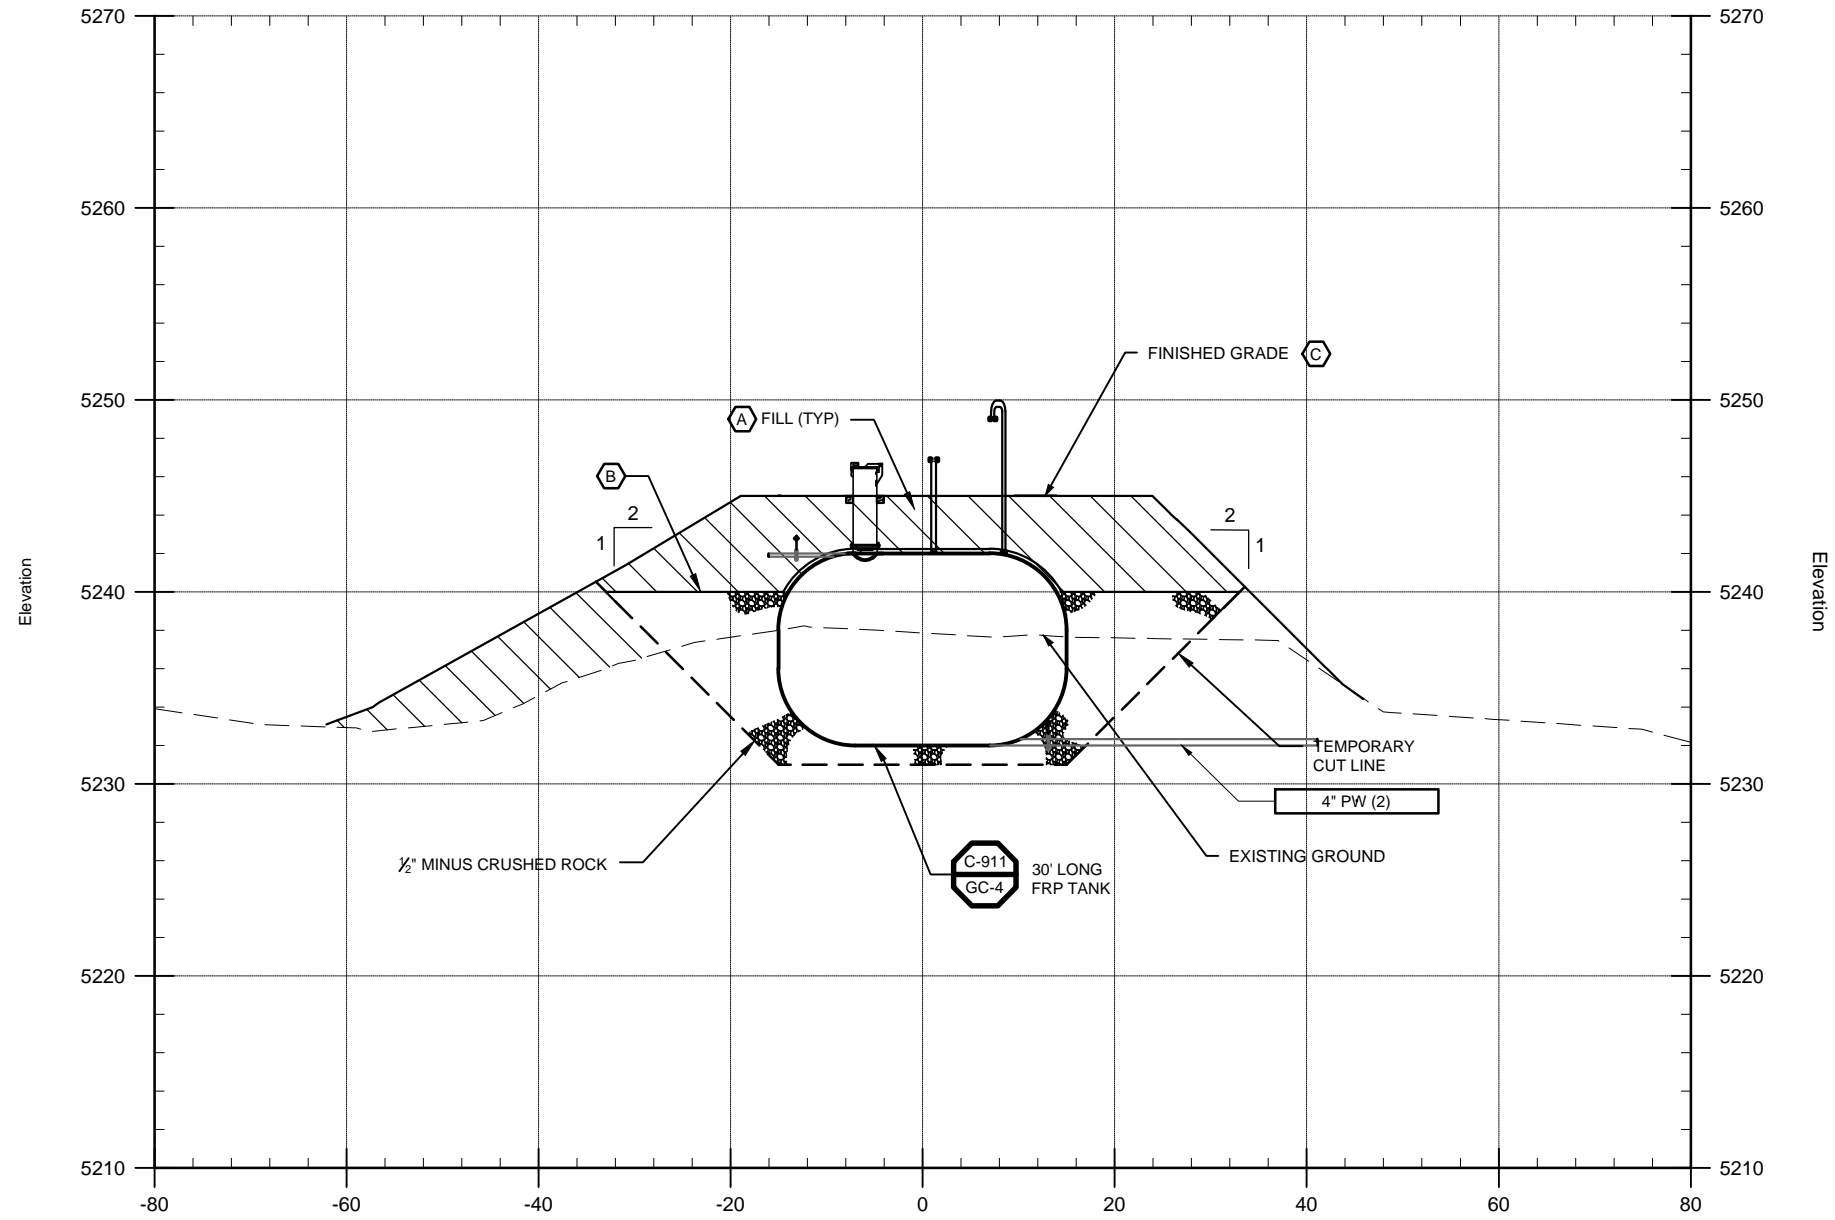 5270
5270
5260
5260
FINISHED GRADE C
5250
5250
A FILL (TYP)
B
2
1
2
1
Elevation
Elevation
5240
5240
TEMPORARY
CUT LINE
5230
5230
4" PW (2)
EXISTING GROUND
½" MINUS CRUSHED ROCK
C-911
GC-4
30' LONG
FRP TANK
5220
5220
5210
5210
-80 -60 -40 -20 0 20 40 60 80